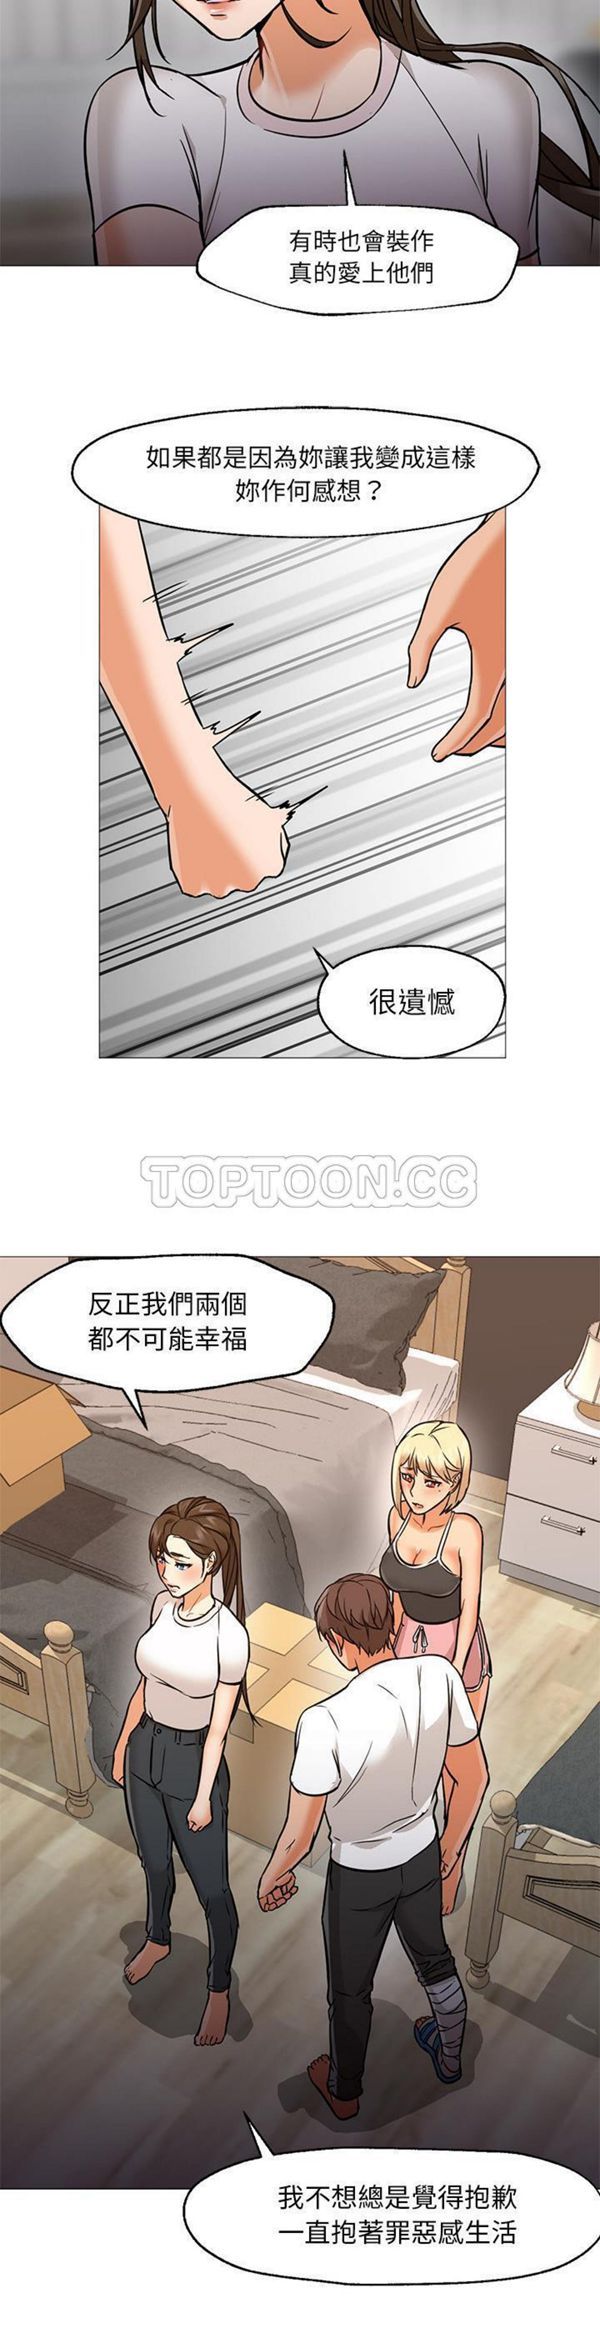 有時也會裝作
真的愛上他們
如果都是因為妳讓我變成這樣
妳作何感想？
很遺憾
TOPTOON.CC
反正我們兩個
都不可能幸福
我不想總是覺得抱歉
一直抱著罪惡感生活